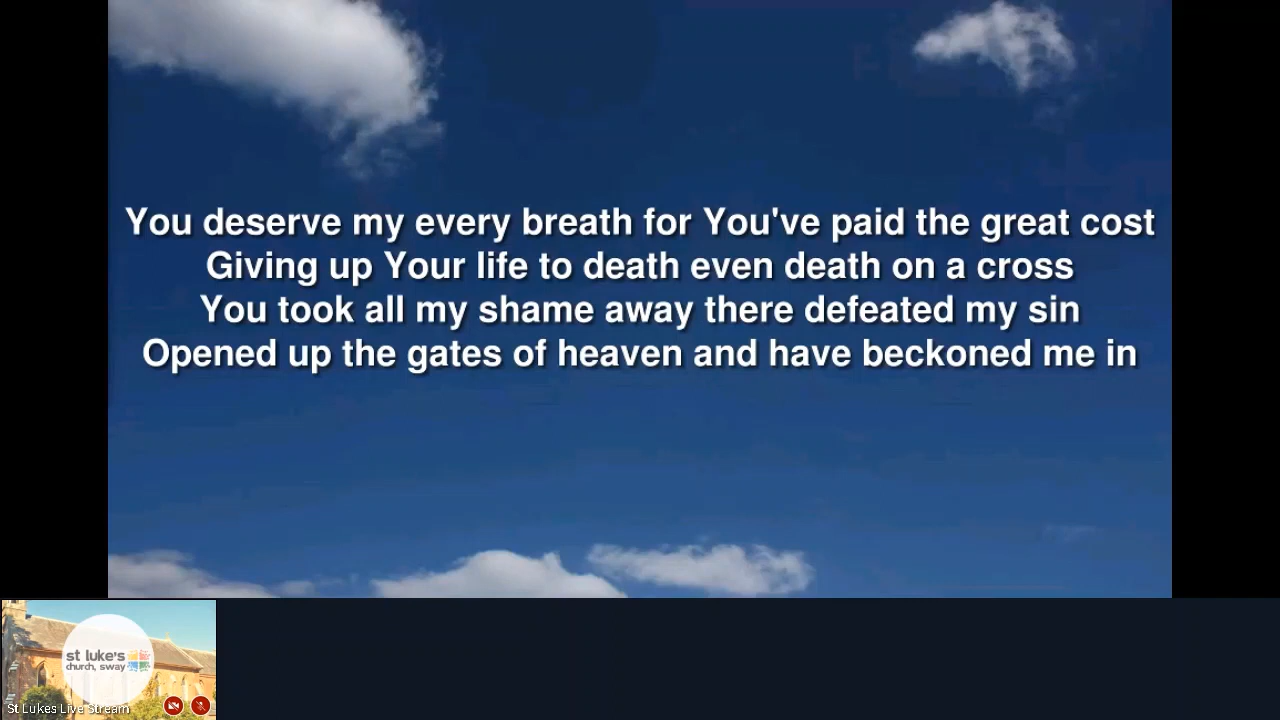 You deserve my every breath for You've paid the great cost
Giving up Your life to death even death on a cross
You took all my shame away there defeated my sin
Opened up the gates of heaven and have beckoned me in
st luke's
church, sway
St Lukes Live Stream